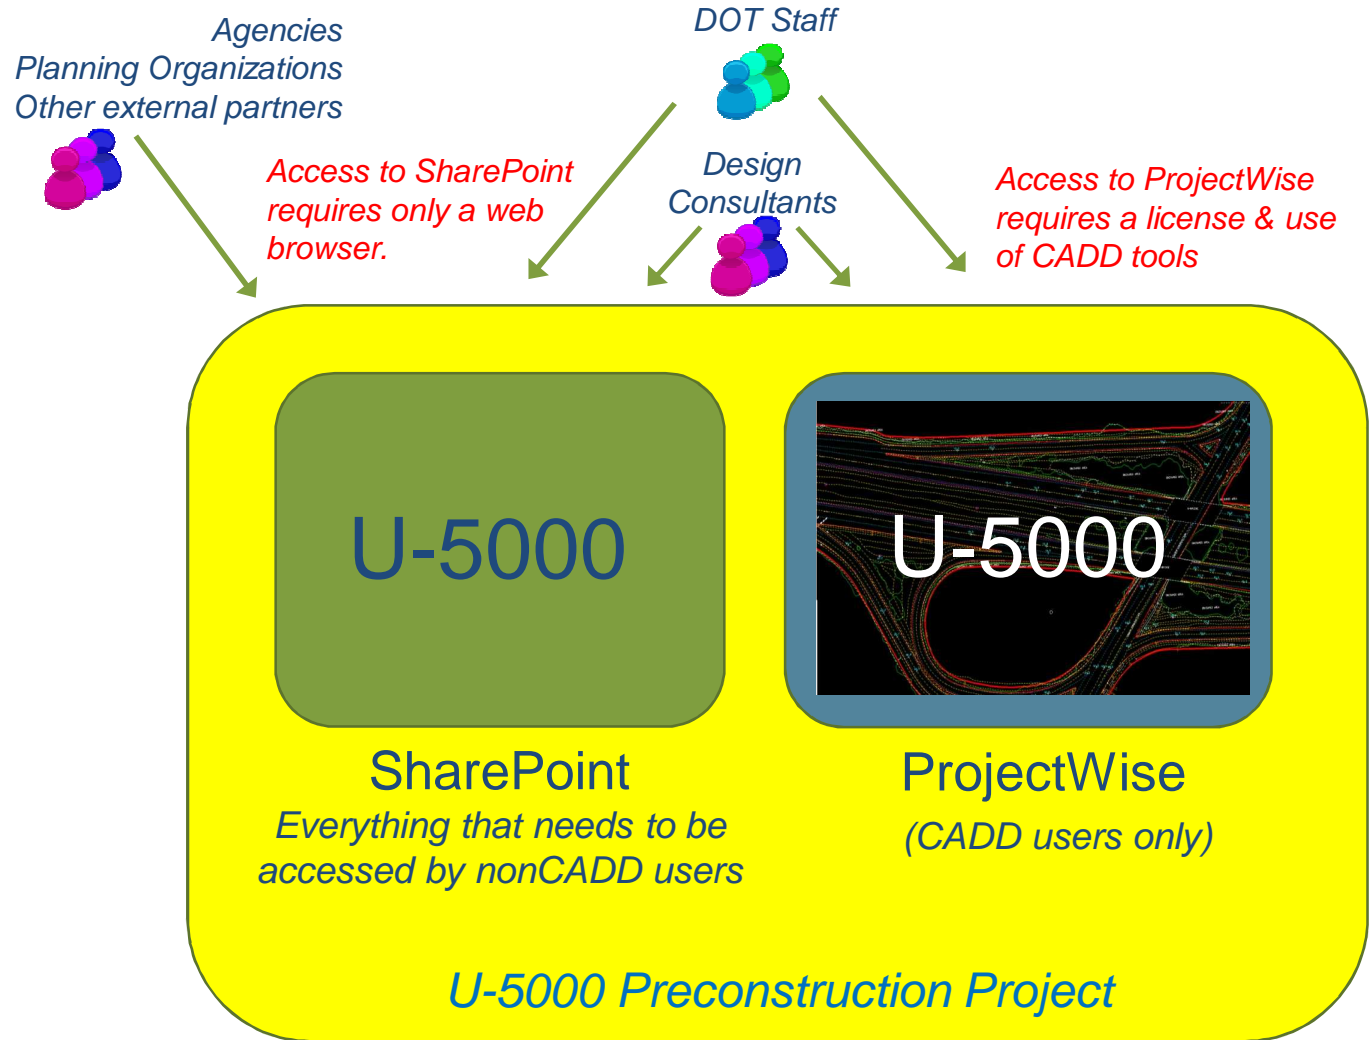 Agencies
Planning Organizations
Other external partners
DOT Staff
Access to SharePoint
requires only a web
browser.
Design
Consultants
Access to ProjectWise
requires a license & use
of CADD tools
U-5000
U-5000
SharePoint
Everything that needs to be
accessed by nonCADD users
ProjectWise
(CADD users only)
U-5000 Preconstruction Project